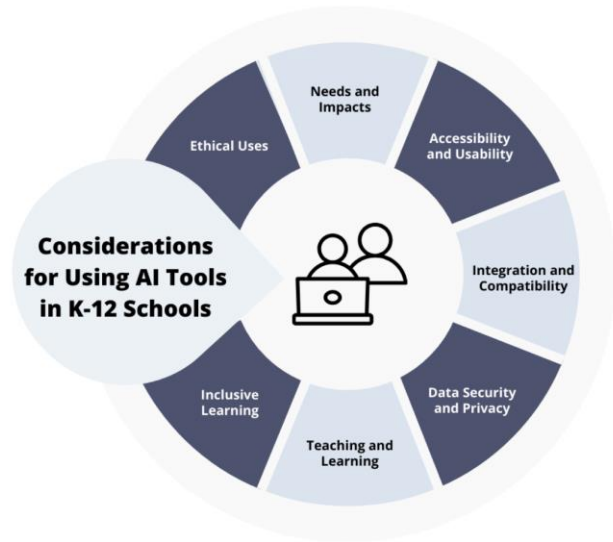 Considerations
for Using AI Tools
in K-12 Schools
Needs and
Impacts
Accessibility
and Usability
Integration and
Compatibility
Data Security
and Privacy
Teaching and
Learning
Inclusive
Learning
Ethical Uses